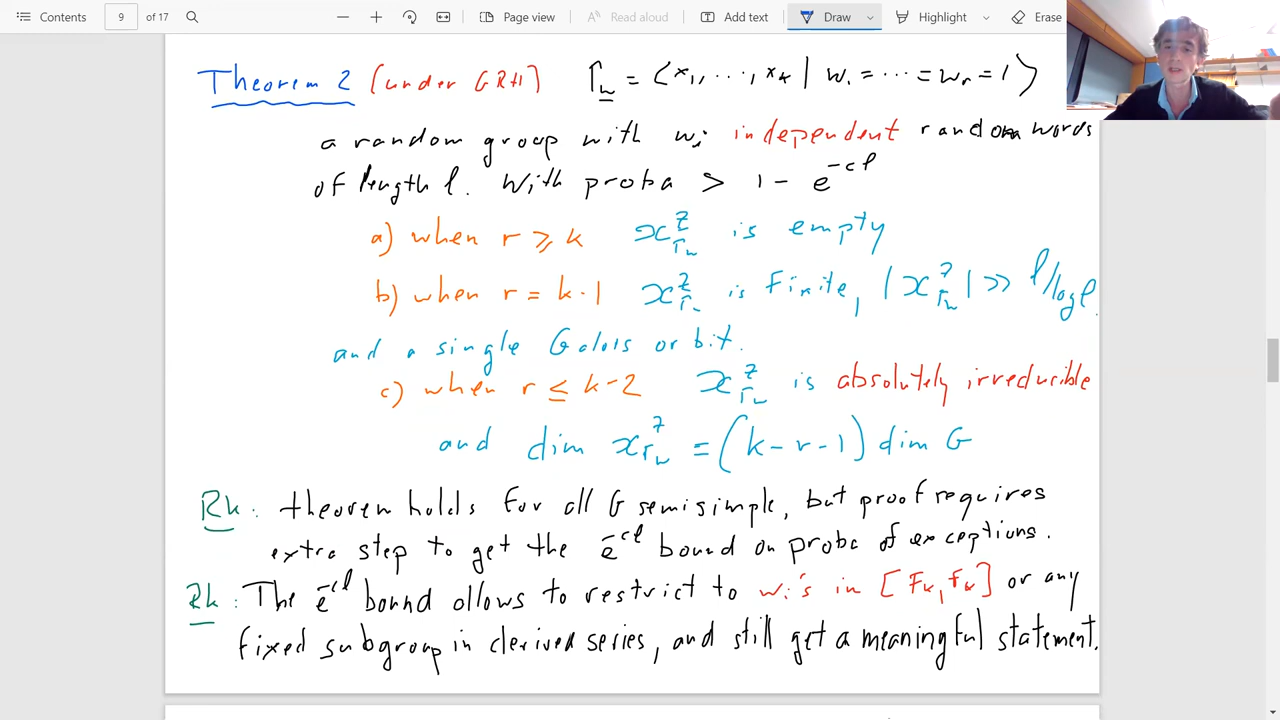 Contents 9 of 17 Page view Read aloud Add text Draw Highlight Erase
Theorem 2 (under GRH) Γ_w = ⟨x₁, ..., x_k | w₁ = ... = w_r = 1⟩
a random group with w_i independent random words
of length ℓ. With proba > 1 - e^{-cℓ}
a) when r ≥ k 𝒳^Z_{Γ_w} is empty
b) when r = k-1 𝒳^Z_{Γ_w} is finite, |𝒳^Z_{Γ_w}| ≫ ℓ/log ℓ.
and a single Galois orbit.
c) when r ≤ k-2 𝒳^Z_{Γ_w} is absolutely irreducible
and dim 𝒳^Z_{Γ_w} = (k-r-1) dim G
Rk: theorem holds for all G semisimple, but proof requires
extra step to get the e^{-cℓ} bound on proba of exceptions.
Rk: The e^{-cℓ} bound allows to restrict to w_i's in [F_k, F_k] or any
fixed subgroup in derived series, and still get a meaningful statement.